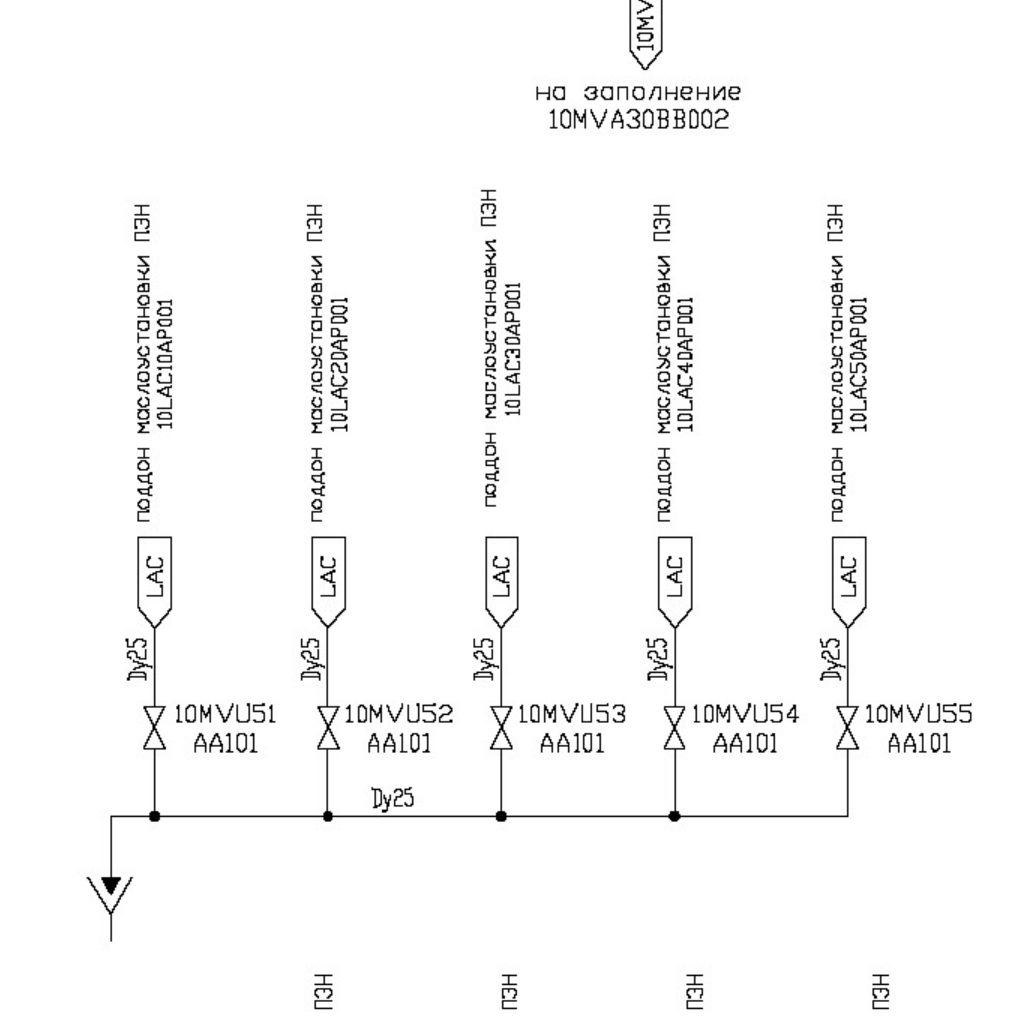 10MV
на заполнение
10MVA30BB002
поддон маслоустановки ПЭН
10LAC10AP001
поддон маслоустановки ПЭН
10LAC20AP001
поддон маслоустановки ПЭН
10LAC30AP001
поддон маслоустановки ПЭН
10LAC40AP001
поддон маслоустановки ПЭН
10LAC50AP001
LAC
LAC
LAC
LAC
LAC
Dy25
Dy25
Dy25
Dy25
Dy25
10MVU51
AA101
10MVU52
AA101
10MVU53
AA101
10MVU54
AA101
10MVU55
AA101
Dy25
ПЭН
ПЭН
ПЭН
ПЭН